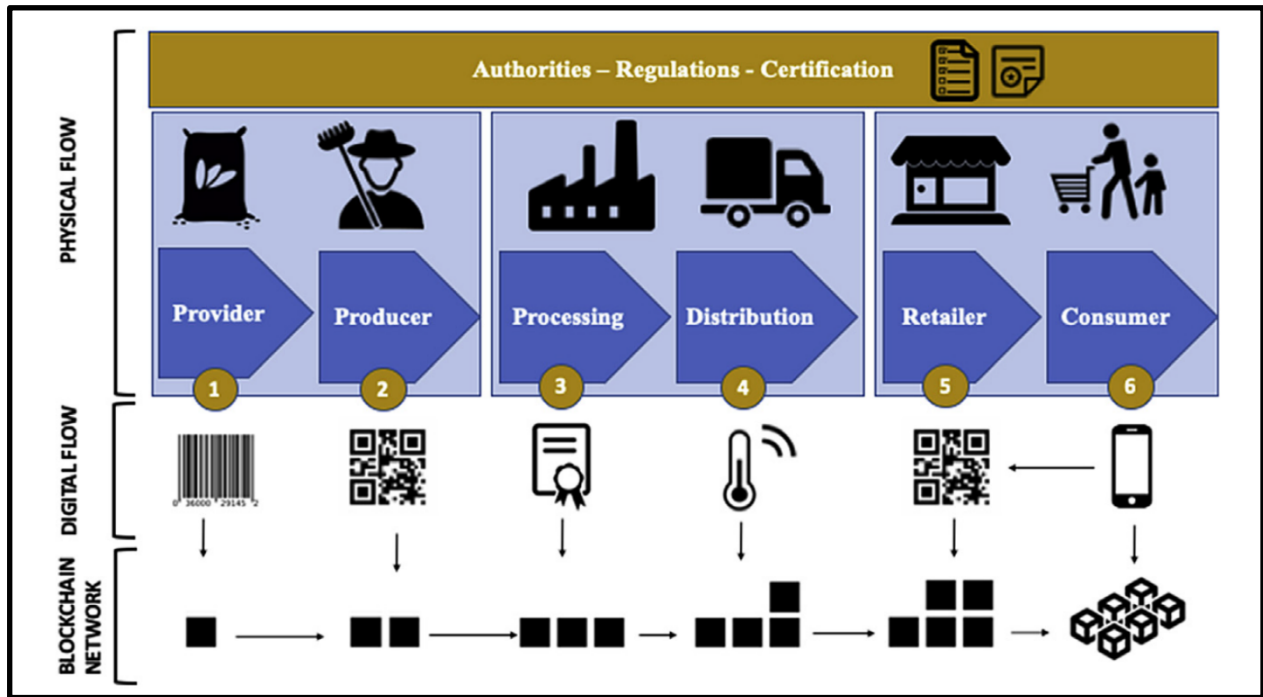 Authorities – Regulations - Certification
PHYSICAL FLOW
Provider
Producer
Processing
Distribution
Retailer
Consumer
1
2
3
4
5
6
DIGITAL FLOW
0 36000 29145 2
BLOCKCHAIN
NETWORK